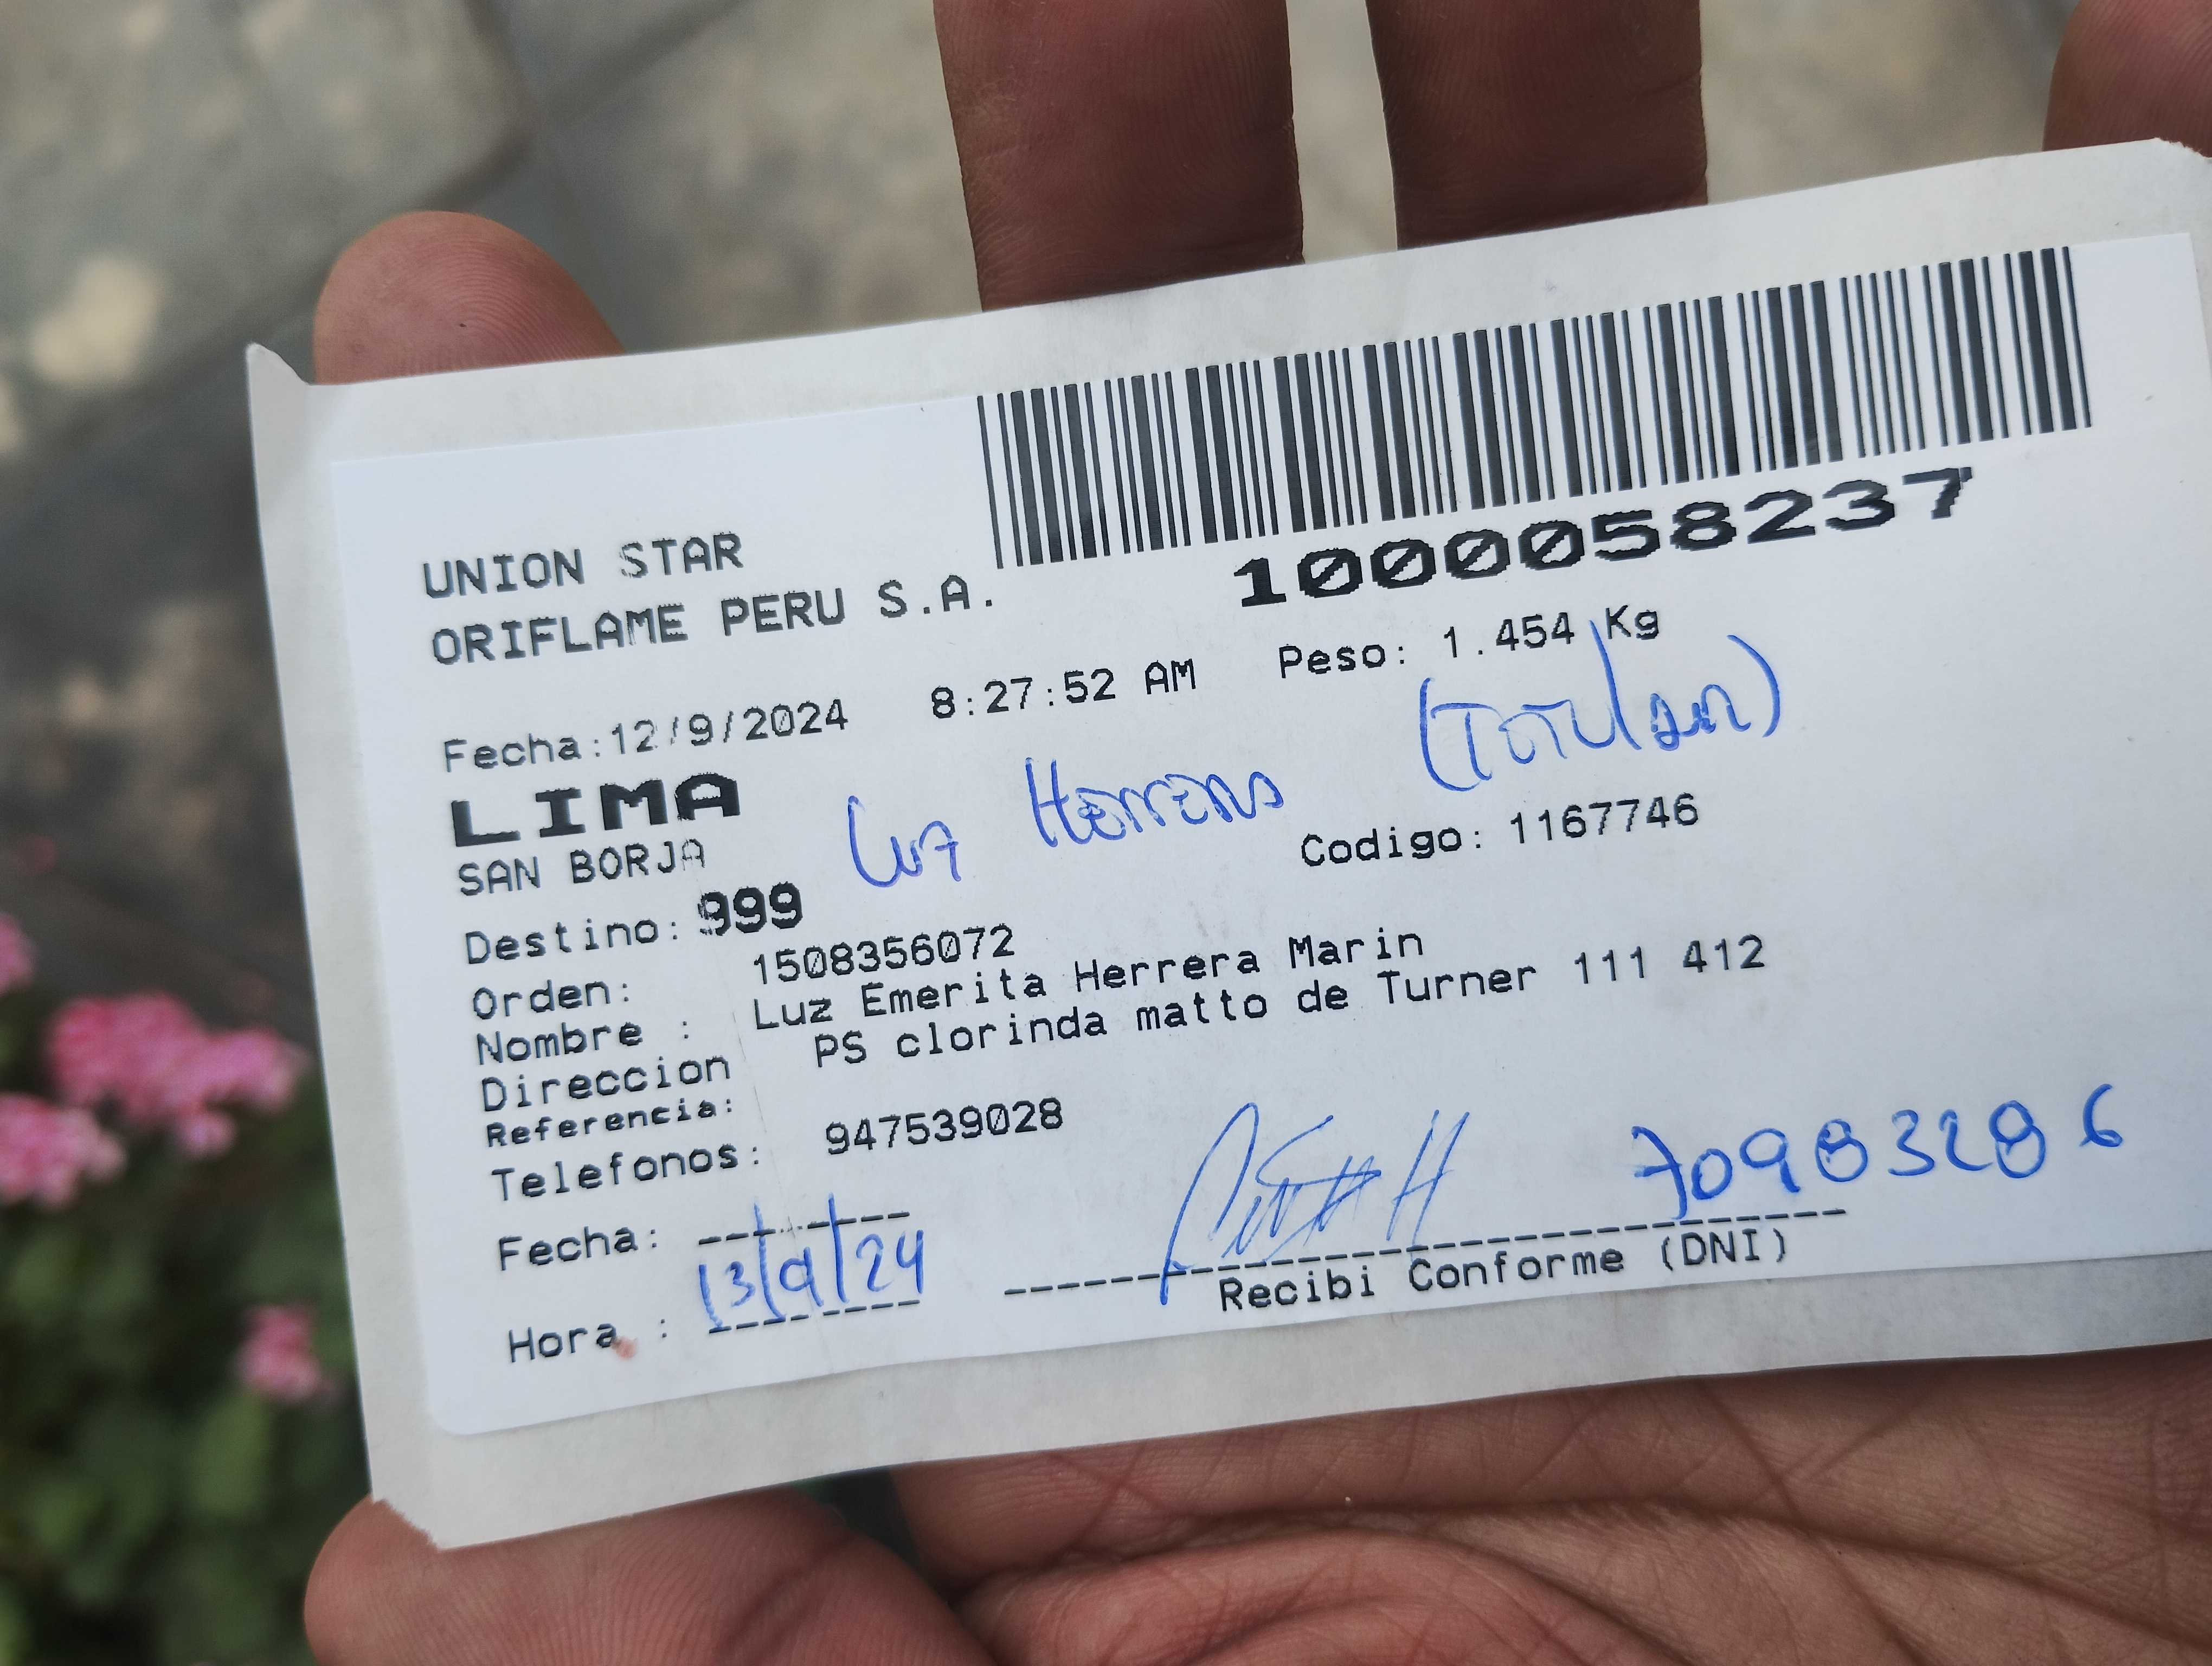 1000058237
UNION STAR
ORIFLAME PERU S.A.
Fecha:12/9/2024 8:27:52 AM Peso: 1.454 Kg
LIMA
(Titular)
SAN BORJA
Luz Herrera
Codigo: 1167746
Destino: 999
Orden: 1508356072
Nombre : Luz Emerita Herrera Marin
Direccion PS clorinda matto de Turner 111 412
Referencia:
Telefonos: 947539028
Fecha: 13/9/24
70983286
Recibi Conforme (DNI)
Hora :